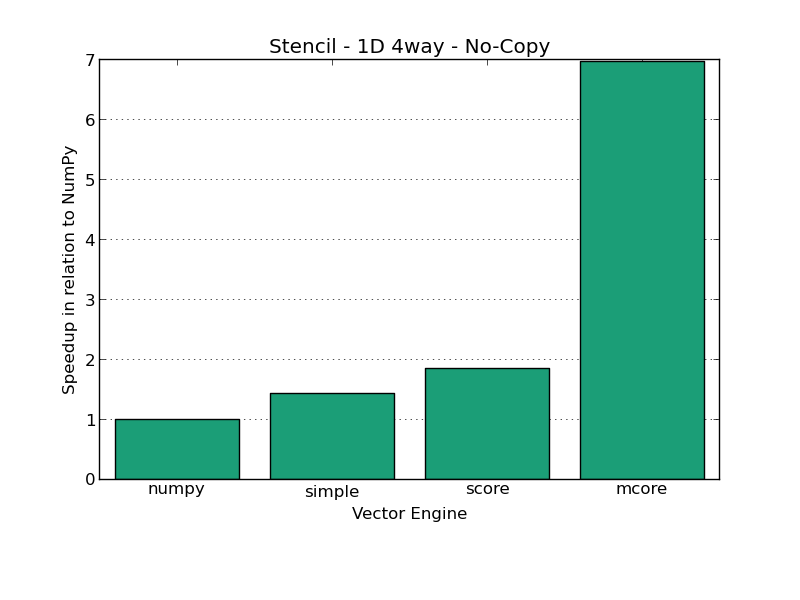 Stencil - 1D 4way - No-Copy
7
6
5
4
3
2
1
0
Speedup in relation to NumPy
numpy simple score mcore
Vector Engine